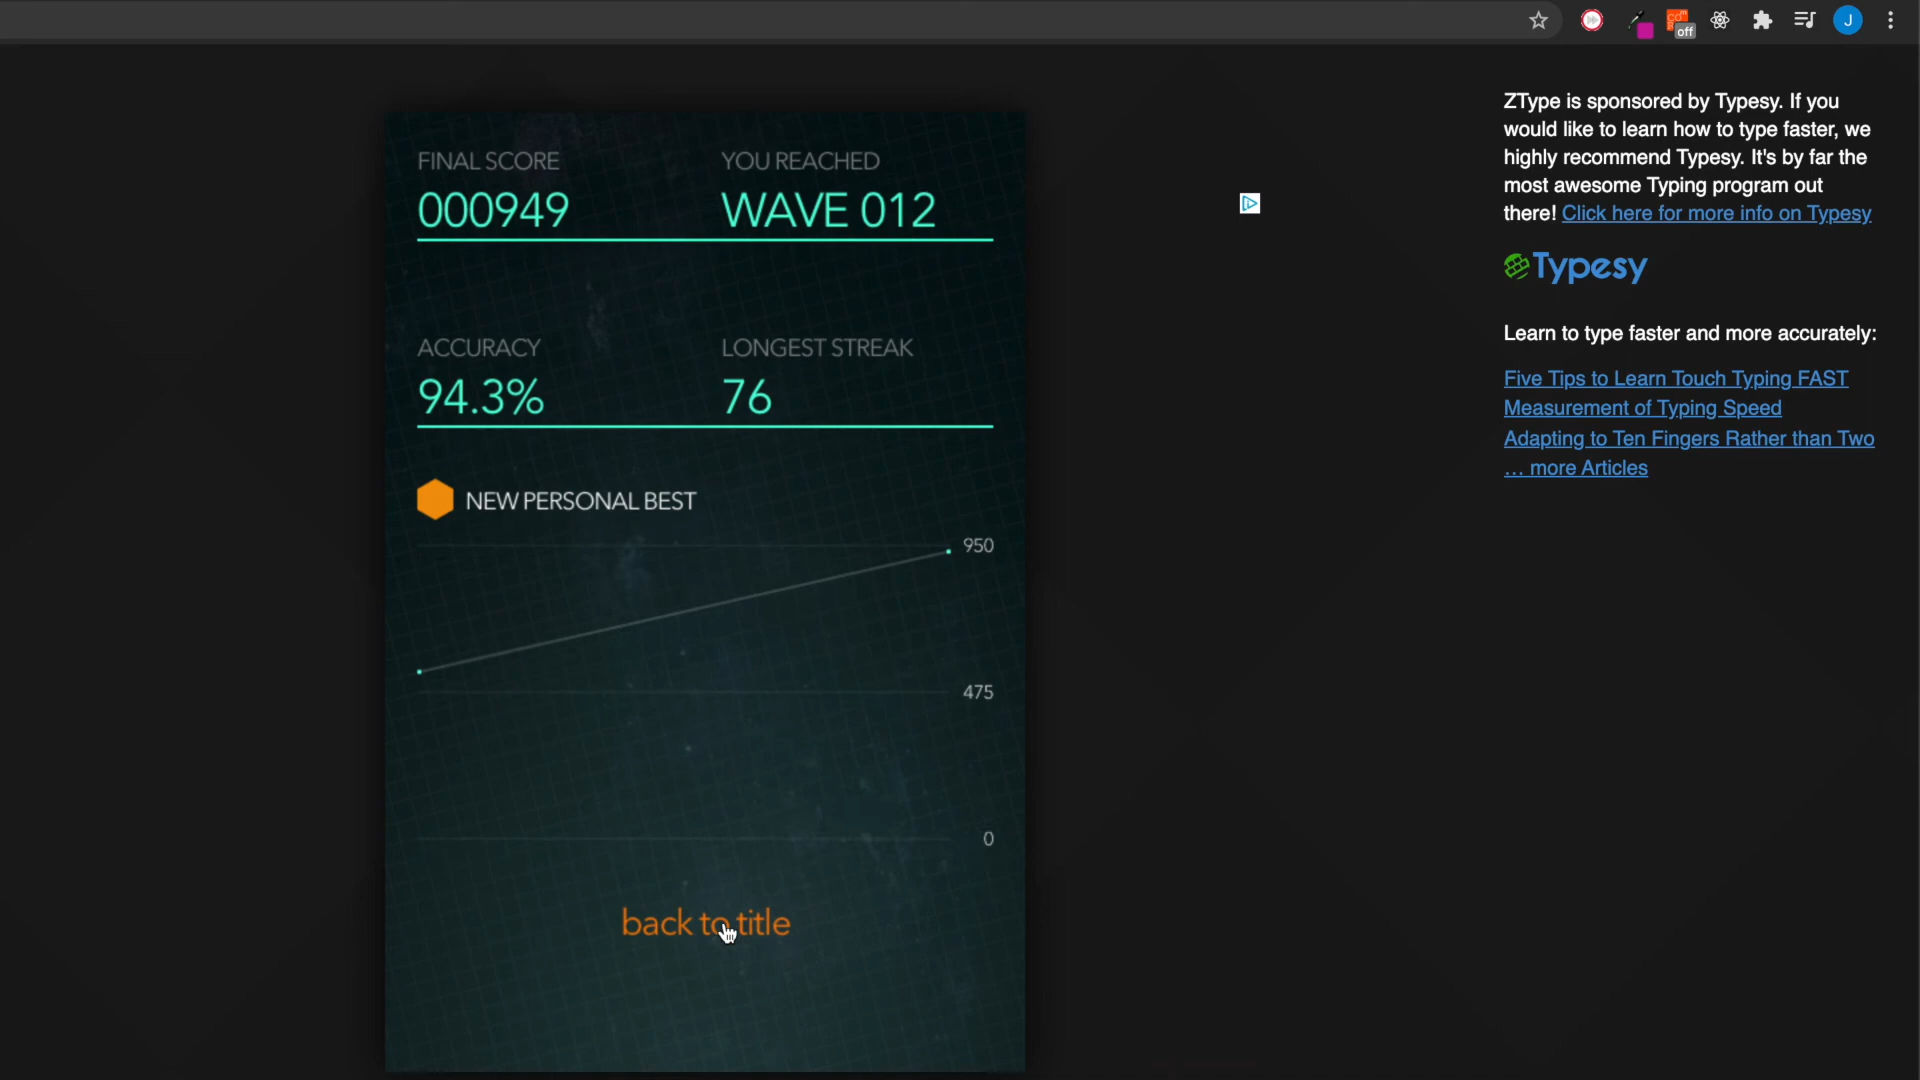 off
J
FINAL SCORE
000949
YOU REACHED
WAVE 012
ACCURACY
94.3%
LONGEST STREAK
76
NEW PERSONAL BEST
950
475
0
back to title
ZType is sponsored by Typesy. If you
would like to learn how to type faster, we
highly recommend Typesy. It's by far the
most awesome Typing program out
there! Click here for more info on Typesy
Typesy
Learn to type faster and more accurately:
Five Tips to Learn Touch Typing FAST
Measurement of Typing Speed
Adapting to Ten Fingers Rather than Two
… more Articles